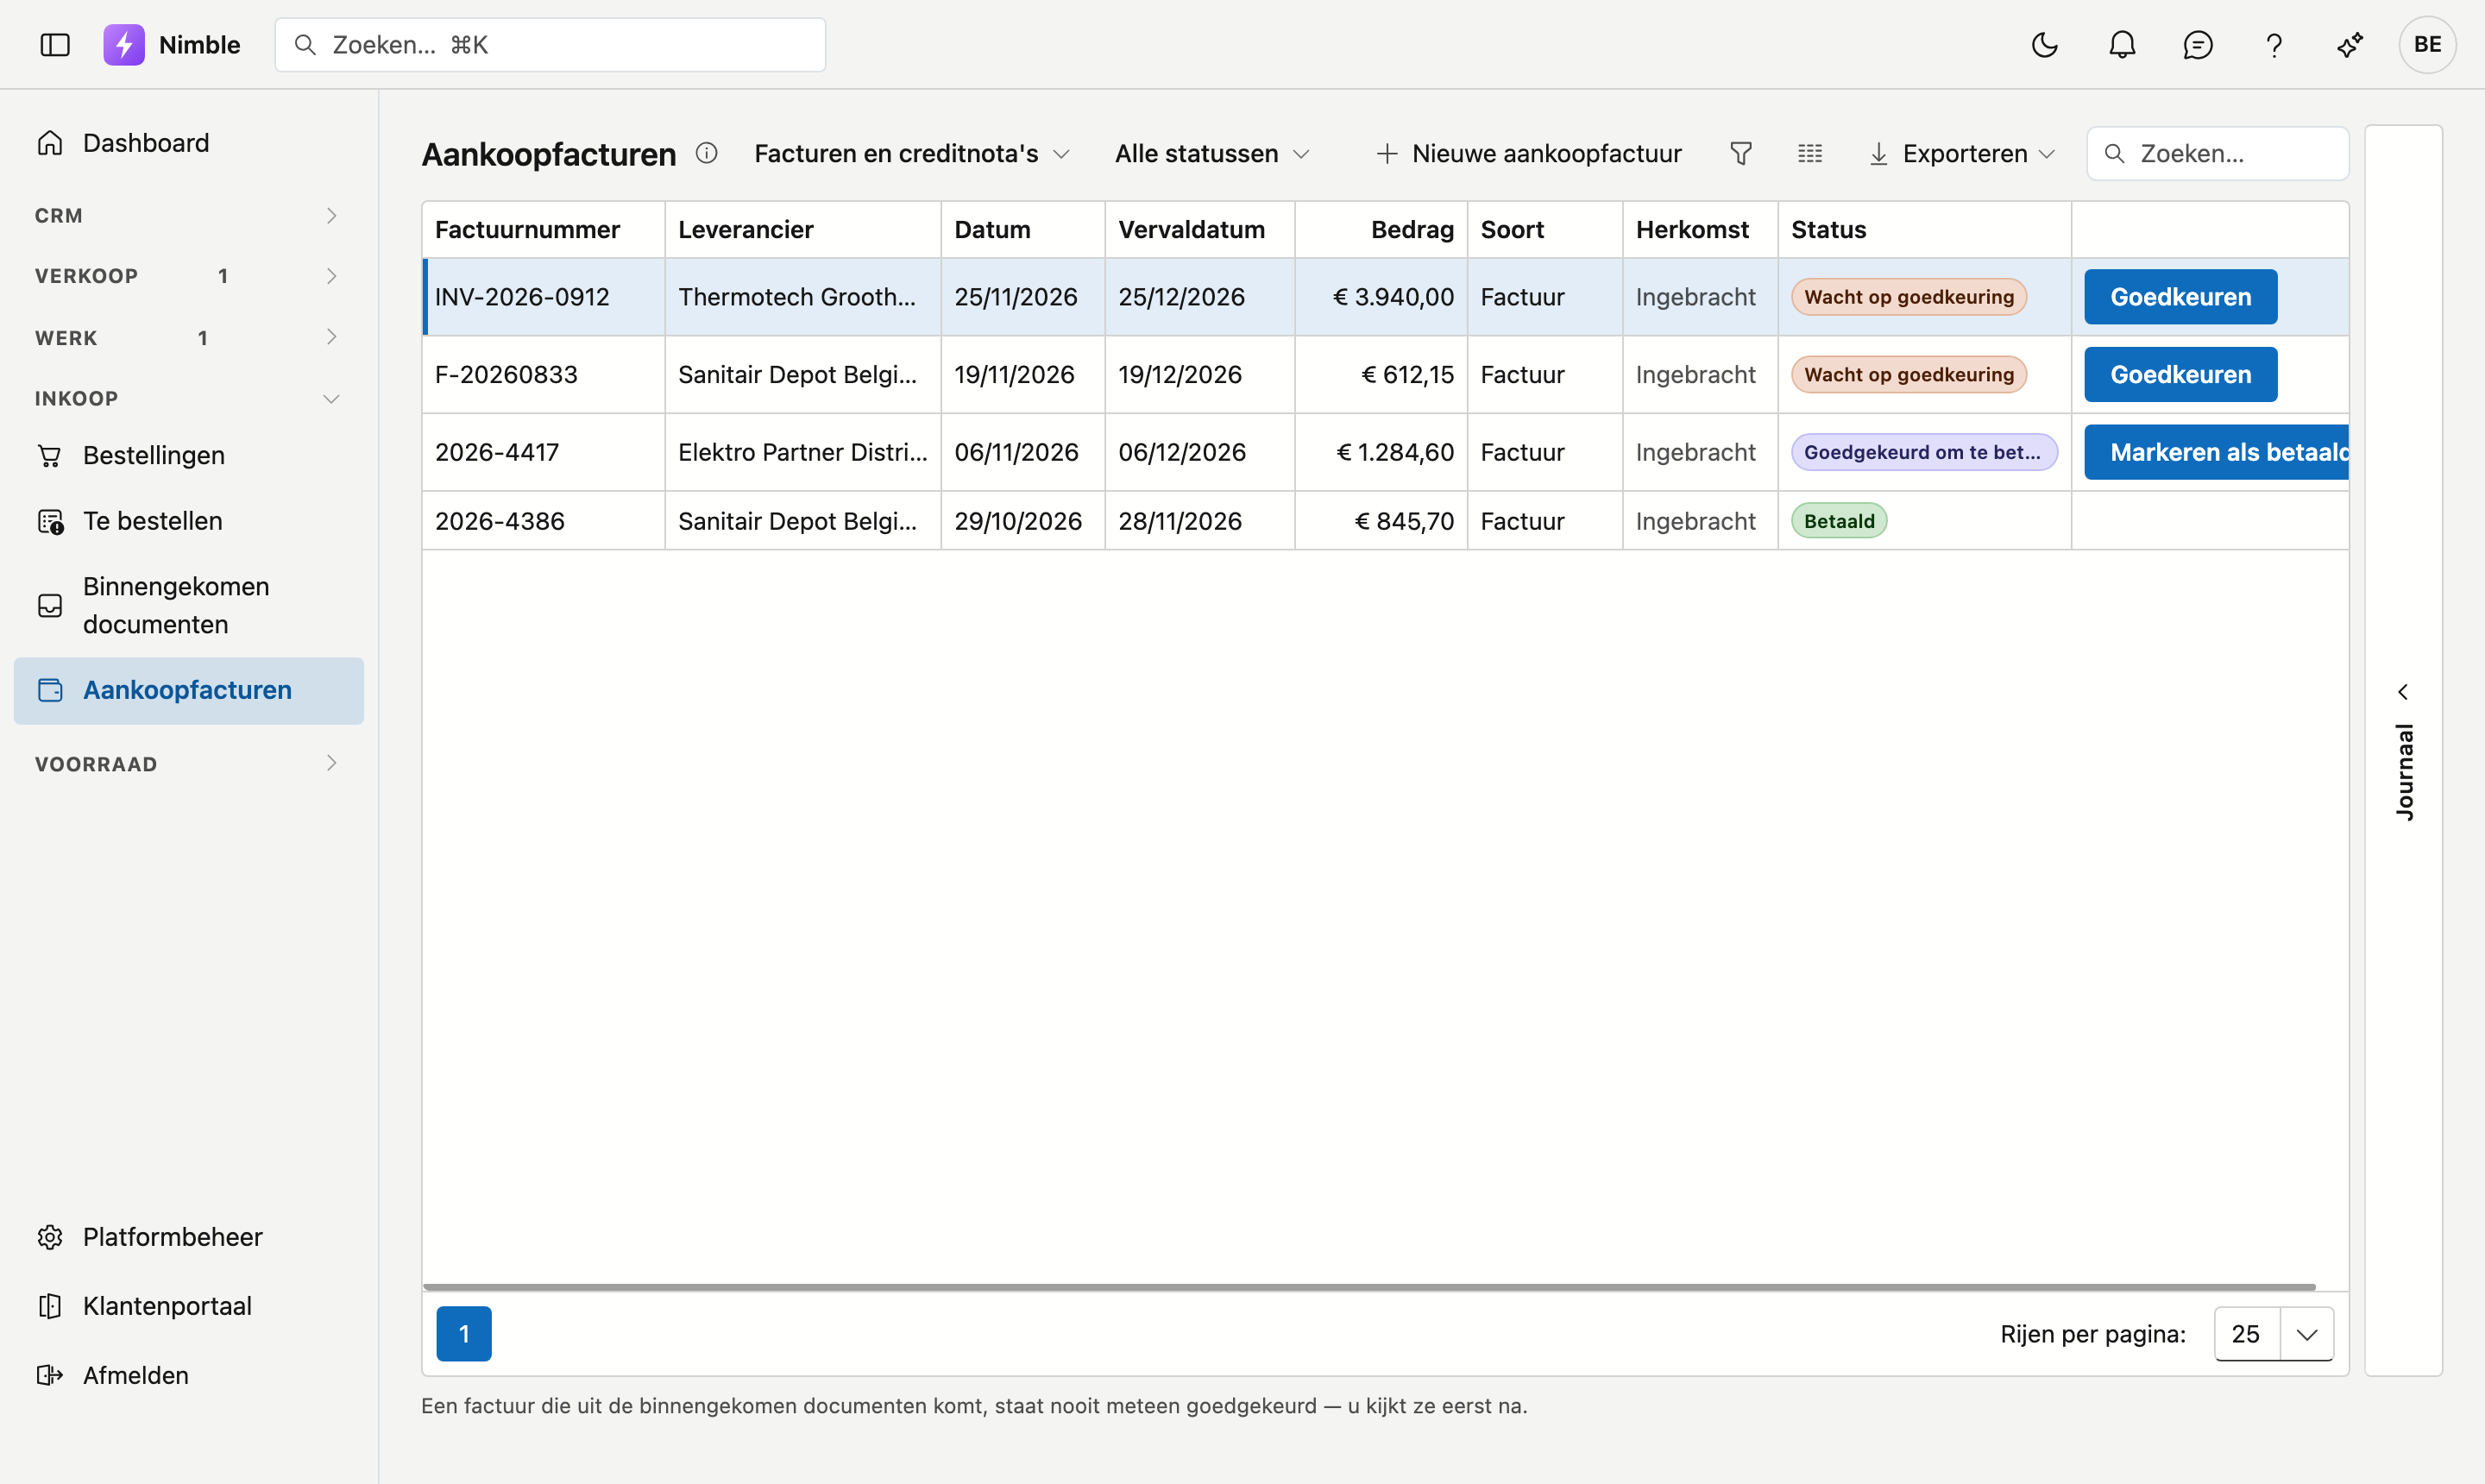 Nimble
Zoeken... ⌘K
BE
Dashboard
CRM
VERKOOP 1
WERK 1
INKOOP
Bestellingen
Te bestellen
Binnengekomen
documenten
Aankoopfacturen
VOORRAAD
Platformbeheer
Klantenportaal
Afmelden
Aankoopfacturen Facturen en creditnota's Alle statussen Nieuwe aankoopfactuur Exporteren Zoeken...
Factuurnummer Leverancier Datum Vervaldatum Bedrag Soort Herkomst Status
INV-2026-0912 Thermotech Grooth... 25/11/2026 25/12/2026 € 3.940,00 Factuur Ingebracht Wacht op goedkeuring Goedkeuren
F-20260833 Sanitair Depot Belgi... 19/11/2026 19/12/2026 € 612,15 Factuur Ingebracht Wacht op goedkeuring Goedkeuren
2026-4417 Elektro Partner Distri... 06/11/2026 06/12/2026 € 1.284,60 Factuur Ingebracht Goedgekeurd om te bet... Markeren als betaald
2026-4386 Sanitair Depot Belgi... 29/10/2026 28/11/2026 € 845,70 Factuur Ingebracht Betaald
1
Rijen per pagina: 25
Een factuur die uit de binnengekomen documenten komt, staat nooit meteen goedgekeurd — u kijkt ze eerst na.
Journaal